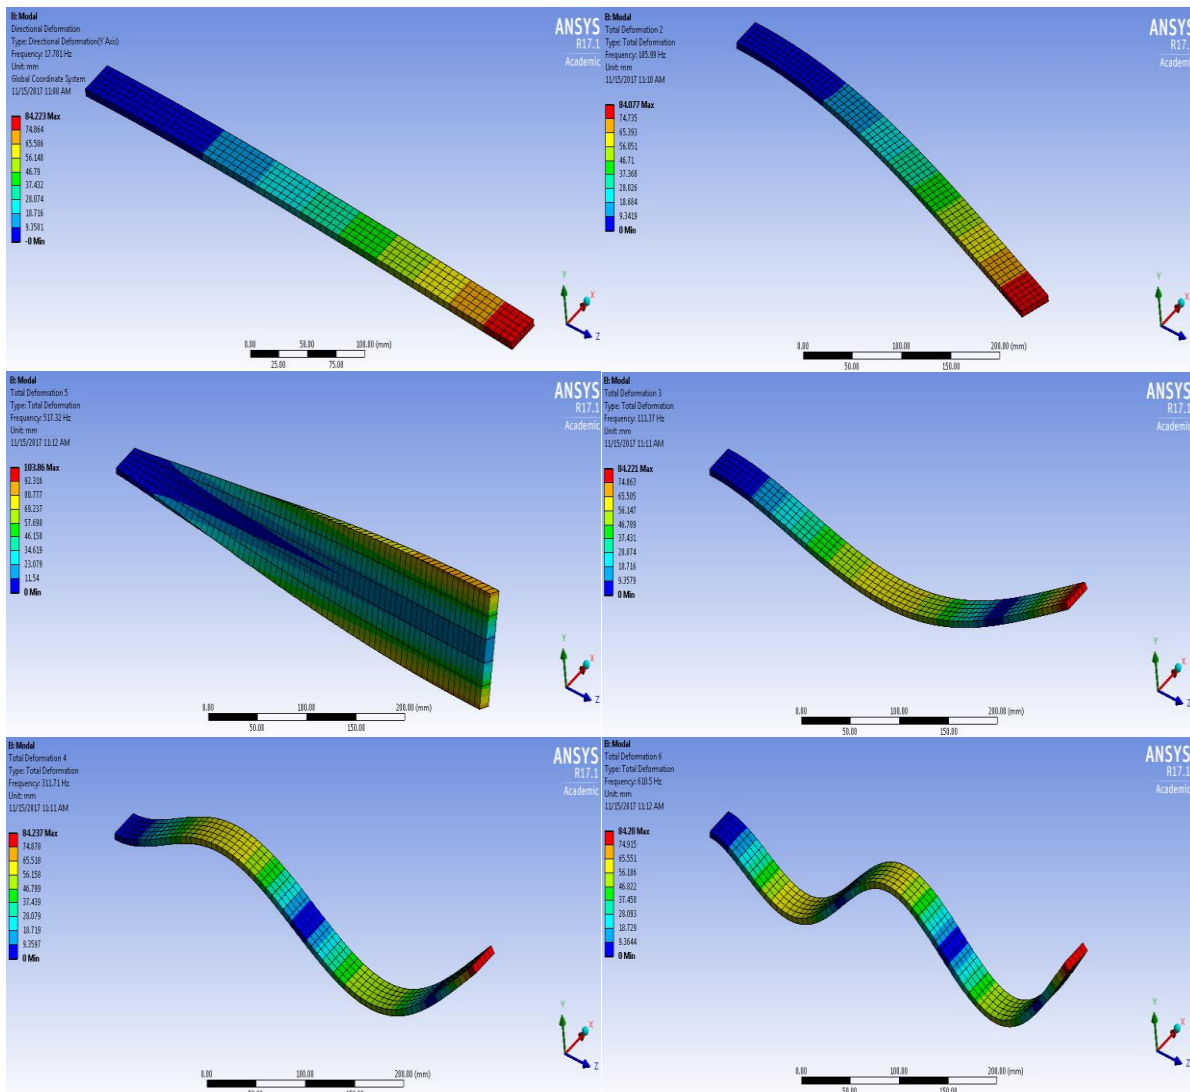 B: Modal
Directional Deformation
Type: Directional Deformation(Y Axis)
Frequency: 17.781 Hz
Unit: mm
Global Coordinate System
11/15/2017 11:08 AM
84.223 Max
74.864
65.506
56.148
46.79
37.432
28.074
18.716
9.3581
-0 Min
ANSYS
R17.1
Academic
Y
X
Z
0.00 50.00 100.00 (mm)
25.00 75.00
B: Modal
Total Deformation 2
Type: Total Deformation
Frequency: 105.99 Hz
Unit: mm
11/15/2017 11:10 AM
84.077 Max
74.735
65.393
56.051
46.71
37.368
28.026
18.684
9.3419
0 Min
ANSYS
R17.1
Academic
Y
X
Z
0.00 100.00 200.00 (mm)
50.00 150.00
B: Modal
Total Deformation 5
Type: Total Deformation
Frequency: 517.32 Hz
Unit: mm
11/15/2017 11:12 AM
103.86 Max
92.316
80.777
69.237
57.698
46.158
34.619
23.079
11.54
0 Min
ANSYS
R17.1
Academic
Y
X
Z
0.00 100.00 200.00 (mm)
50.00 150.00
B: Modal
Total Deformation 3
Type: Total Deformation
Frequency: 111.37 Hz
Unit: mm
11/15/2017 11:11 AM
84.221 Max
74.863
65.505
56.147
46.789
37.431
28.074
18.716
9.3579
0 Min
ANSYS
R17.1
Academic
Y
X
Z
0.00 100.00 200.00 (mm)
50.00 150.00
B: Modal
Total Deformation 4
Type: Total Deformation
Frequency: 311.71 Hz
Unit: mm
11/15/2017 11:11 AM
84.237 Max
74.878
65.518
56.158
46.799
37.439
28.079
18.719
9.3597
0 Min
ANSYS
R17.1
Academic
Y
X
Z
0.00 100.00 200.00 (mm)
B: Modal
Total Deformation 6
Type: Total Deformation
Frequency: 610.5 Hz
Unit: mm
11/15/2017 11:12 AM
84.28 Max
74.915
65.551
56.186
46.822
37.458
28.093
18.729
9.3644
0 Min
ANSYS
R17.1
Academic
Y
X
Z
0.00 100.00 200.00 (mm)
50.00 150.00